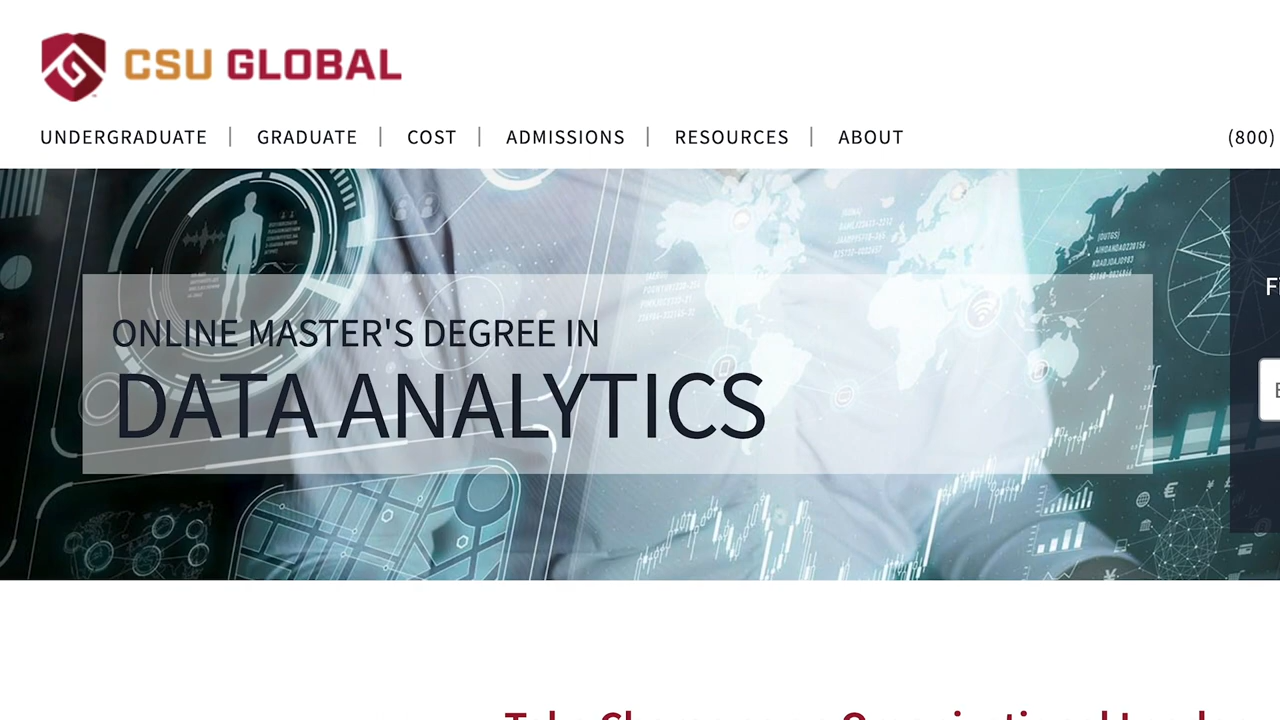 CSU GLOBAL
UNDERGRADUATE | GRADUATE | COST | ADMISSIONS | RESOURCES | ABOUT
(800)
ONLINE MASTER'S DEGREE IN
DATA ANALYTICS